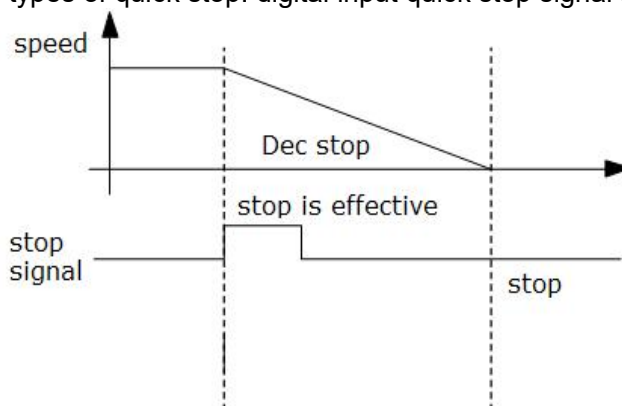 types of quick stop: digital input quick stop signal
speed
Dec stop
stop is effective
stop
signal
stop